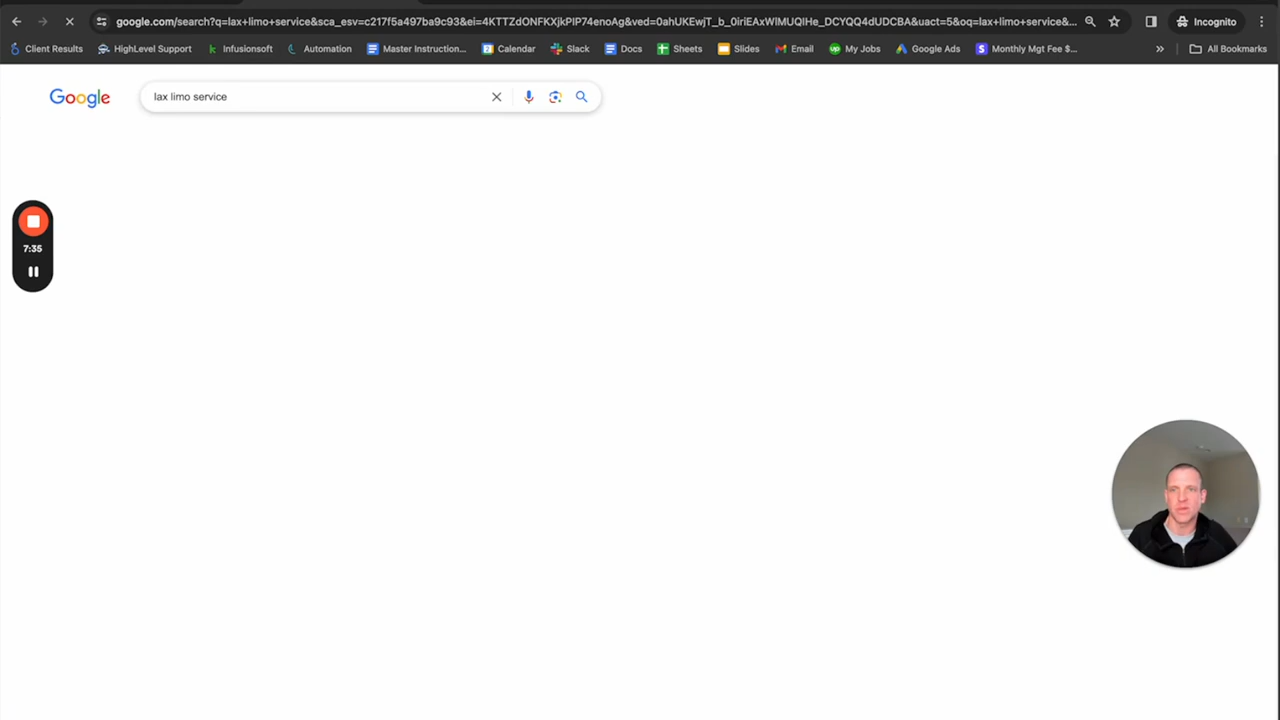 google.com/search?q=lax+limo+service&sca_esv=c217f5a497ba9c93&ei=4KTTZdONFKXjkPIP74enoAg&ved=0ahUKEwjT_b_0iriEAxWlMUQIHe_DCYQQ4dUDCBA&uact=5&oq=lax+limo+service&... Incognito
Client Results HighLevel Support Infusionsoft Automation Master Instruction... Calendar Slack Docs Sheets Slides Email My Jobs Google Ads Monthly Mgt Fee $... » All Bookmarks
Google lax limo service
7:35